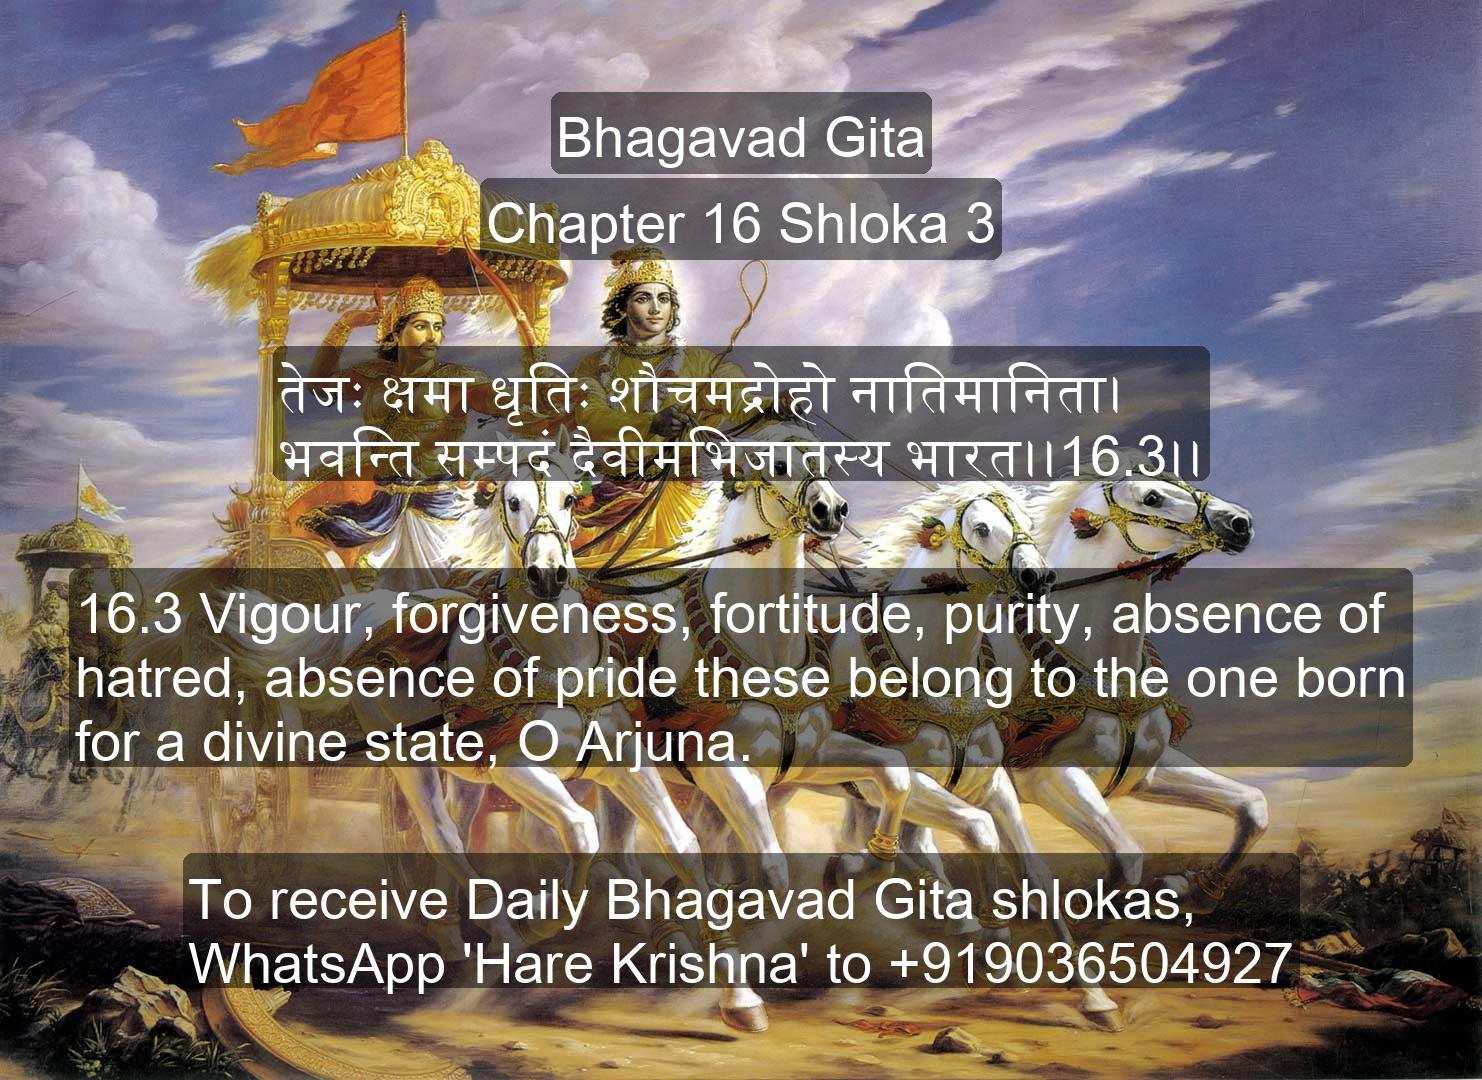 Bhagavad Gita
Chapter 16 Shloka 3
तेजः क्षमा धृतिः शौचमद्रोहो नातिमानिता।
भवन्ति सम्पदं दैवीमभिजातस्य भारत।।16.3।।
16.3 Vigour, forgiveness, fortitude, purity, absence of
hatred, absence of pride these belong to the one born
for a divine state, O Arjuna.
To receive Daily Bhagavad Gita shlokas,
WhatsApp 'Hare Krishna' to +919036504927